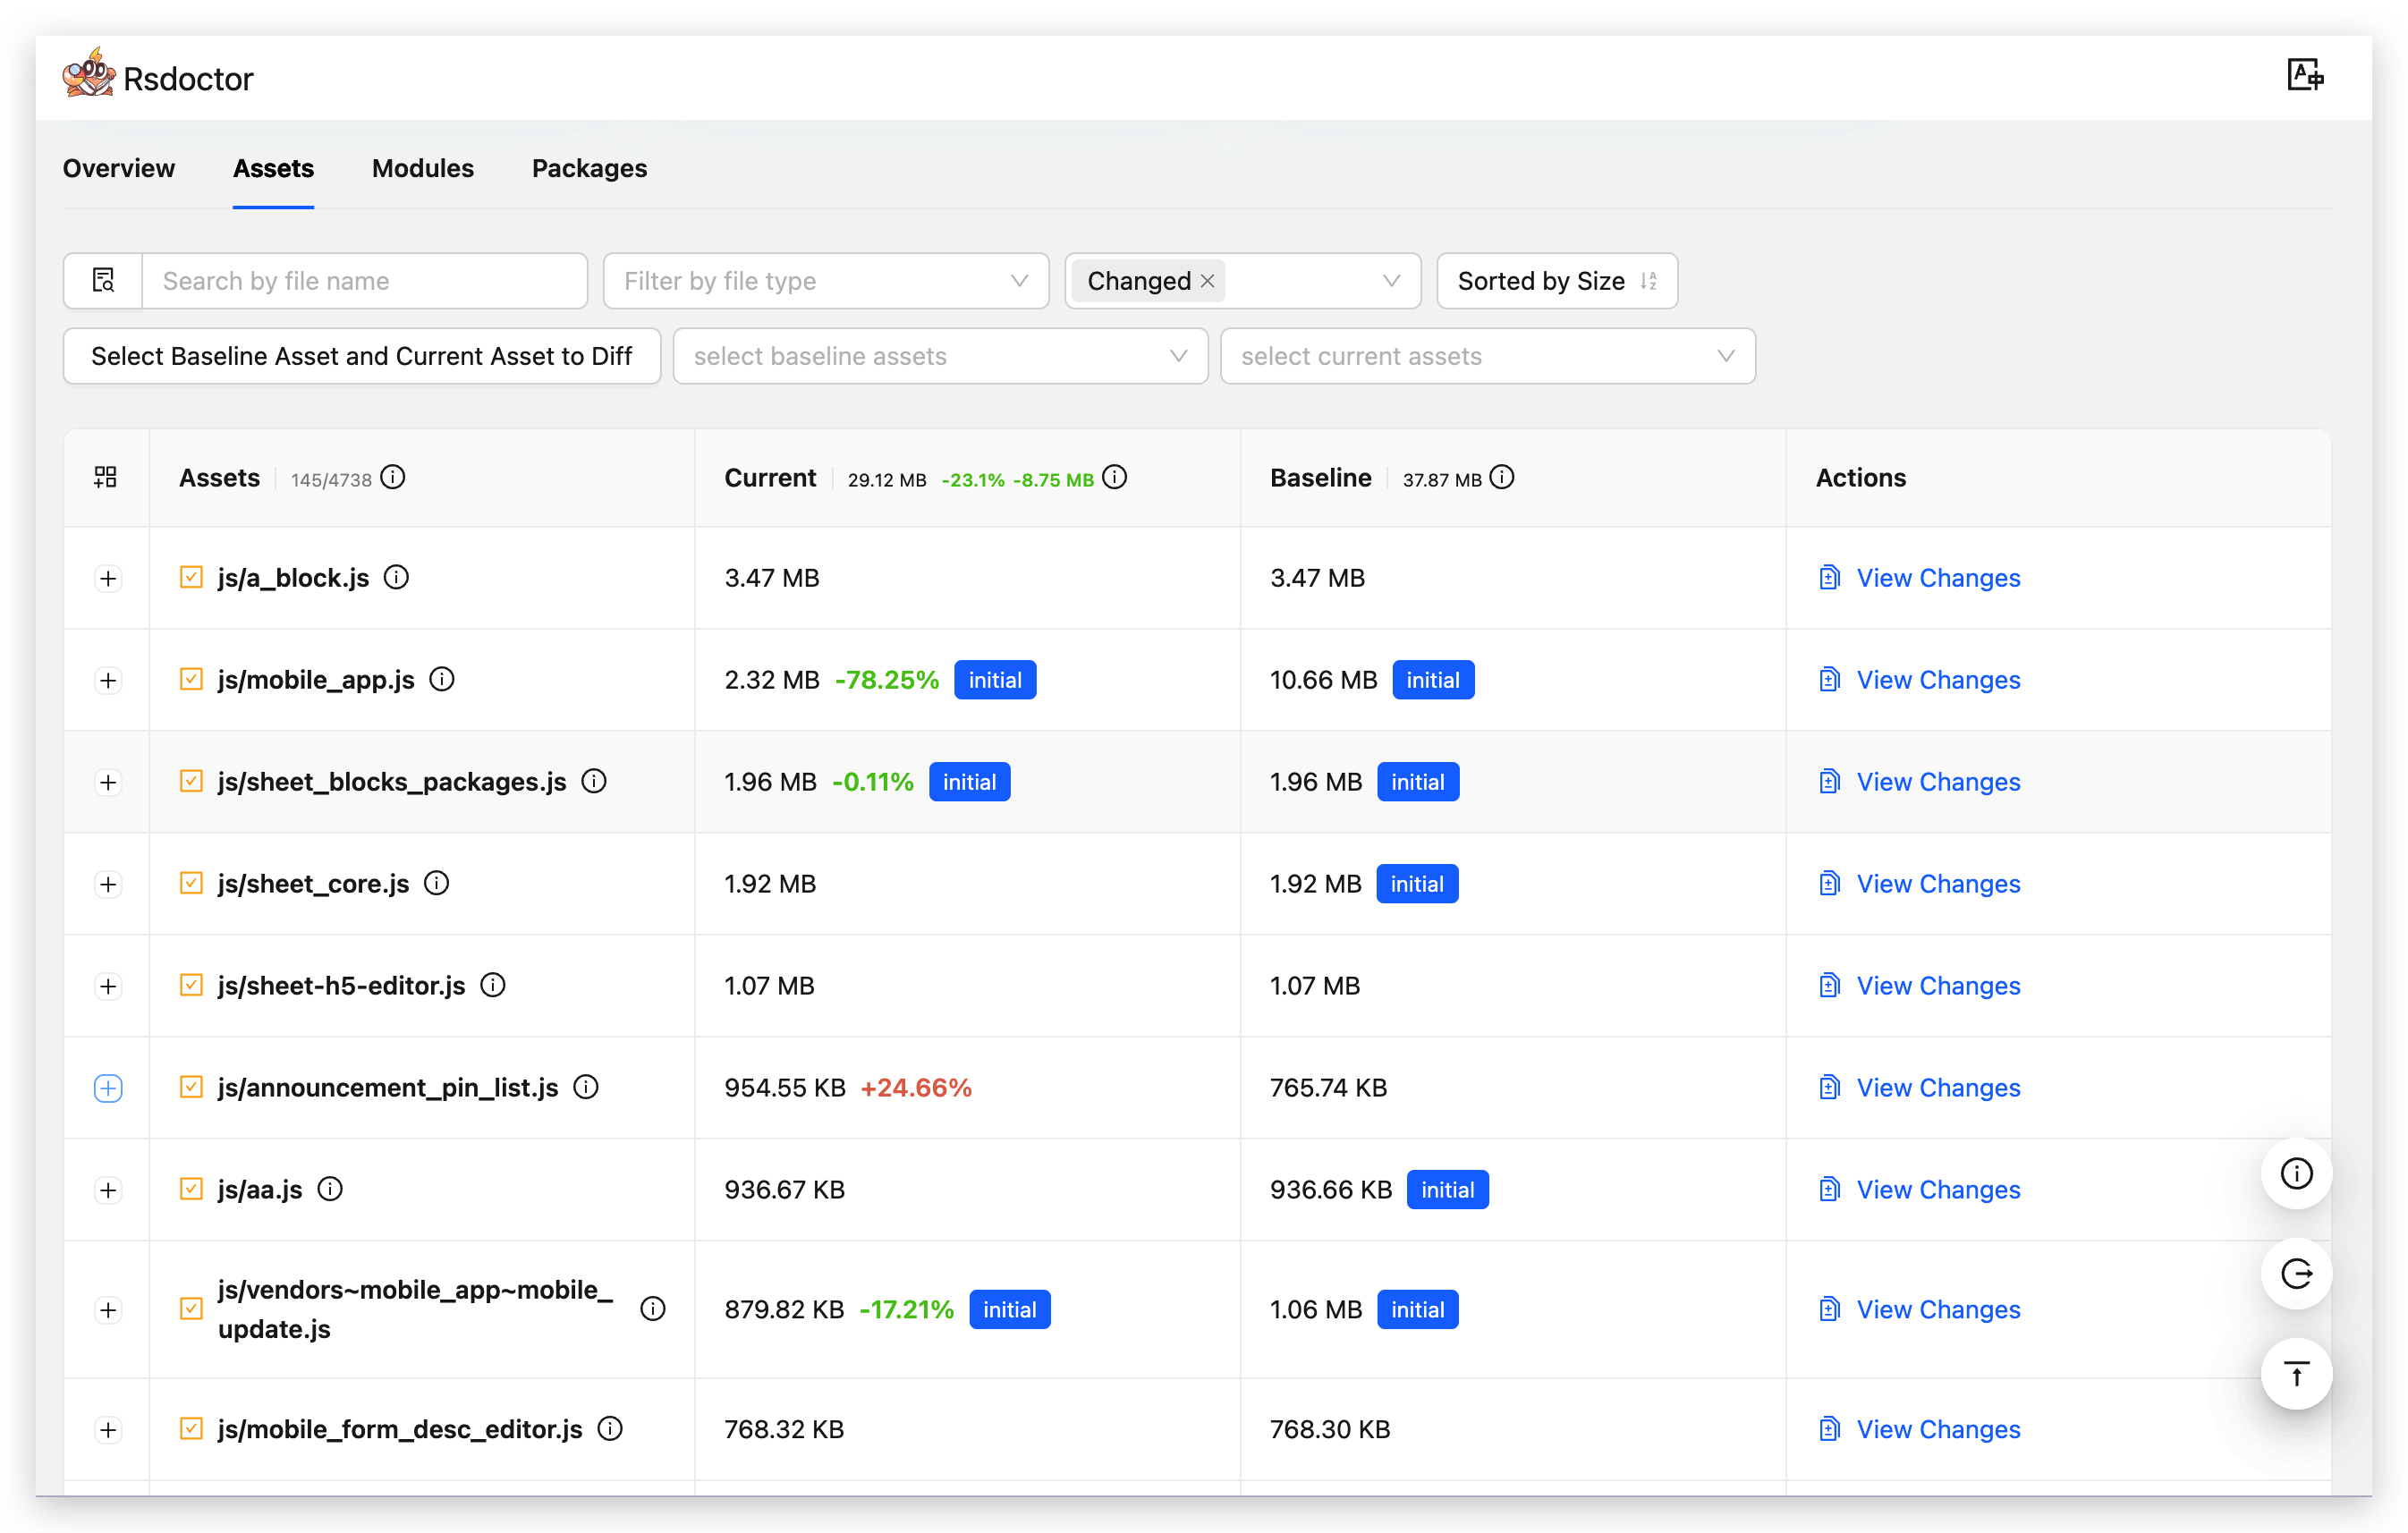 Rsdoctor
Overview Assets Modules Packages
Search by file name Filter by file type Changed Sorted by Size
Select Baseline Asset and Current Asset to Diff select baseline assets select current assets
Assets 145/4738 Current 29.12 MB -23.1% -8.75 MB Baseline 37.87 MB Actions
js/a_block.js 3.47 MB 3.47 MB View Changes
js/mobile_app.js 2.32 MB -78.25% initial 10.66 MB initial View Changes
js/sheet_blocks_packages.js 1.96 MB -0.11% initial 1.96 MB initial View Changes
js/sheet_core.js 1.92 MB 1.92 MB initial View Changes
js/sheet-h5-editor.js 1.07 MB 1.07 MB View Changes
js/announcement_pin_list.js 954.55 KB +24.66% 765.74 KB View Changes
js/aa.js 936.67 KB 936.66 KB initial View Changes
js/vendors~mobile_app~mobile_
update.js 879.82 KB -17.21% initial 1.06 MB initial View Changes
js/mobile_form_desc_editor.js 768.32 KB 768.30 KB View Changes